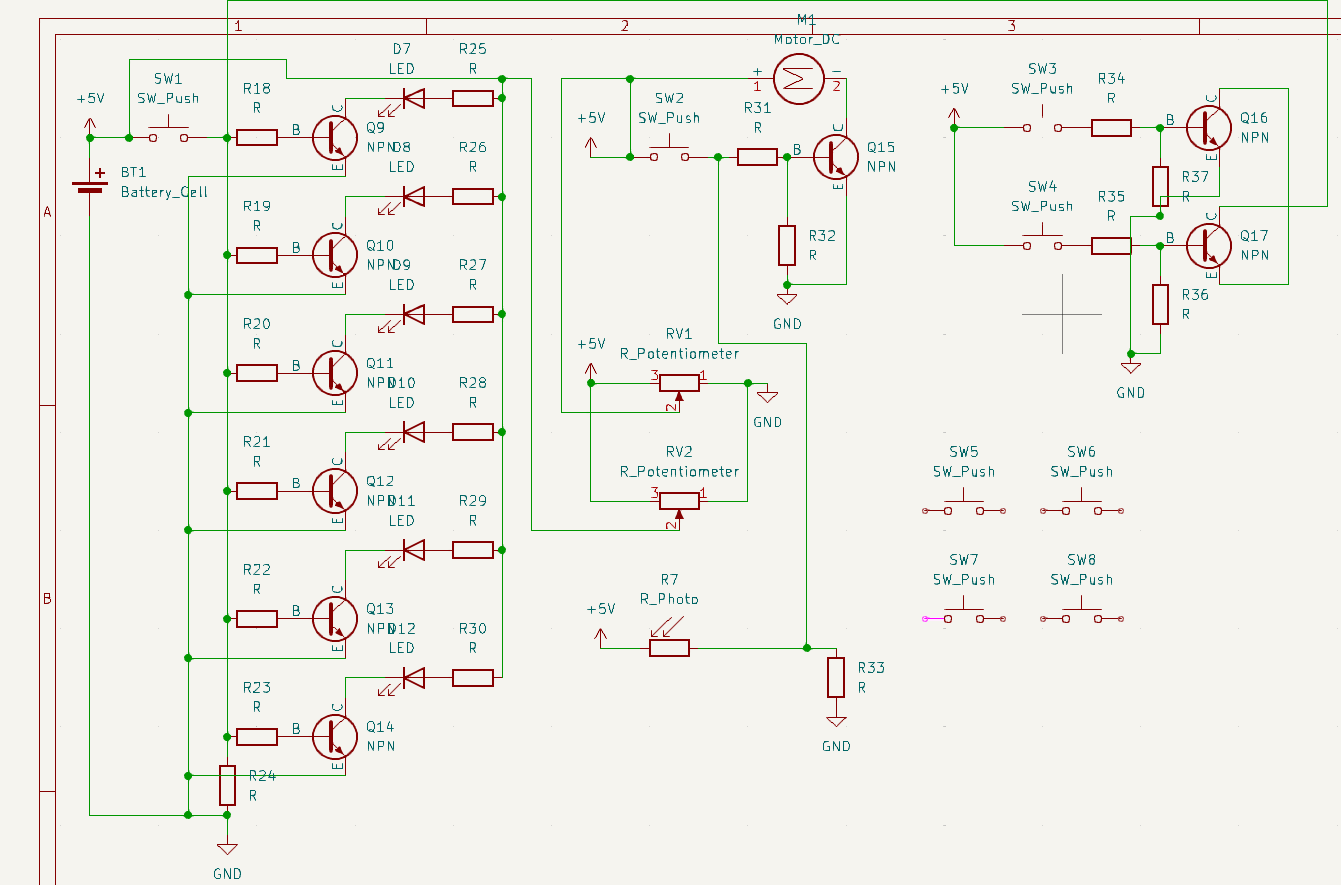 1
2
3
A
B
+5V
SW1
SW_Push
BT1
Battery_Cell
R18
R
B
C
E
Q9
NPN
D7
LED
R25
R
R19
R
B
C
E
Q10
NPN
D8
LED
R26
R
R20
R
B
C
E
Q11
NPN
D9
LED
R27
R
R21
R
B
C
E
Q12
NPN
D10
LED
R28
R
R22
R
B
C
E
Q13
NPN
D11
LED
R29
R
R23
R
B
C
E
Q14
NPN
D12
LED
R30
R
R24
R
GND
M1
Motor_DC
+
1
-
2
+5V
SW2
SW_Push
R31
R
B
C
E
Q15
NPN
R32
R
GND
+5V
RV1
R_Potentiometer
3
1
2
GND
RV2
R_Potentiometer
3
1
2
+5V
R7
R_Photo
R33
R
GND
+5V
SW3
SW_Push
R34
R
B
C
E
Q16
NPN
R37
R
SW4
SW_Push
R35
R
B
C
E
Q17
NPN
R36
R
GND
SW5
SW_Push
SW6
SW_Push
SW7
SW_Push
SW8
SW_Push